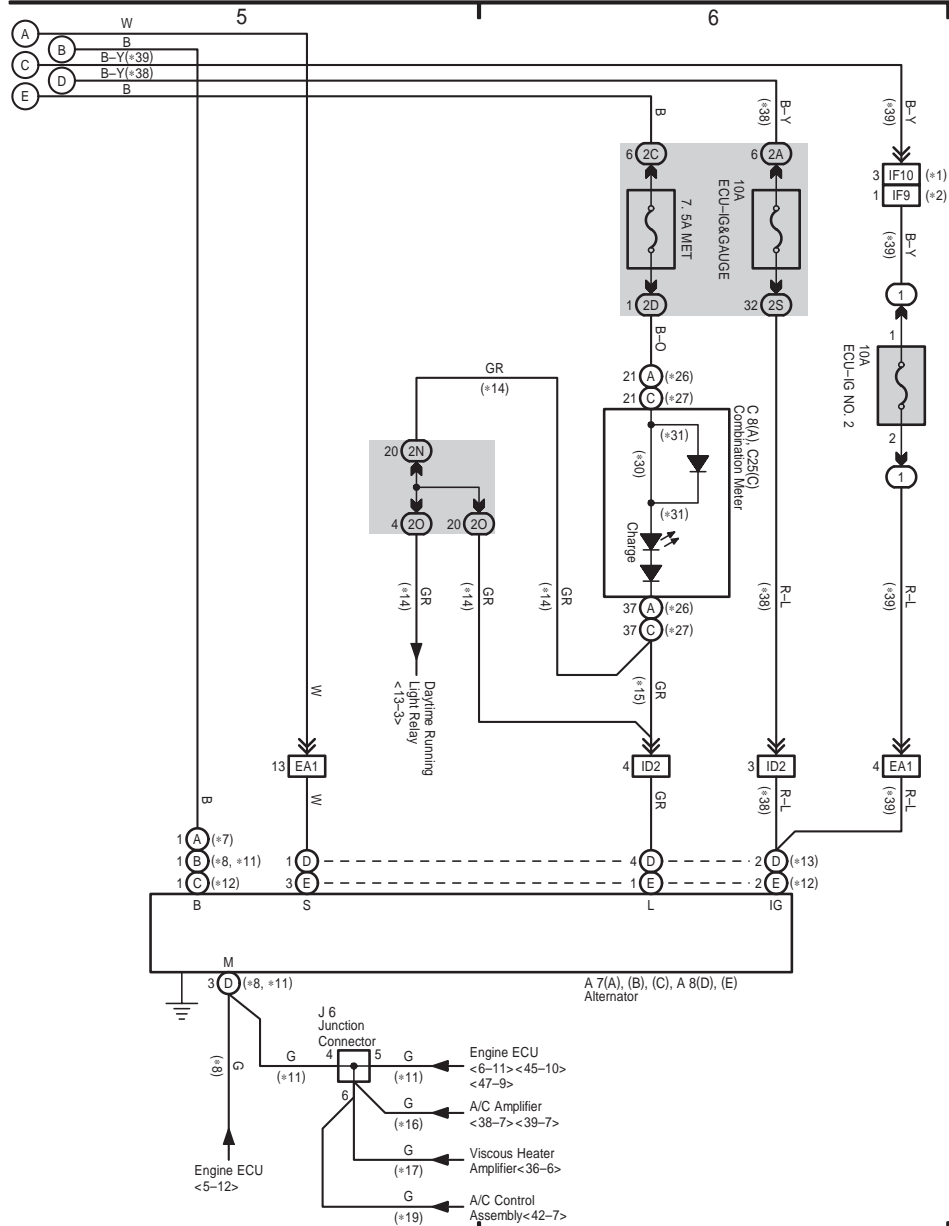 5
6
A
W
B
B
C
B–Y(*39)
D
B–Y(*38)
E
B
B
(*38)
B–Y
(*39)
B–Y
6 2C
6 2A
3 IF10 (*1)
1 IF9 (*2)
7. 5A MET
10A
ECU–IG&GAUGE
(*39)
B–Y
1 2D
32 2S
1
1
B–O
10A
ECU–IG NO. 2
GR
(*14)
21 A (*26)
21 C (*27)
2
1
C 8(A), C25(C)
Combination Meter
(*31)
(*30)
(*31)
Charge
20 2N
4 2O
20 2O
(*14)
GR
(*14)
GR
(*14)
GR
37 A (*26)
37 C (*27)
(*38)
R–L
(*39)
R–L
W
Daytime Running
Light Relay
<13–3>
(*15)
GR
13 EA1
4 ID2
3 ID2
4 EA1
B
W
GR
(*38)
R–L
(*39)
R–L
1 A (*7)
1 B (*8, *11)
1 D
4 D
2 D (*13)
1 C (*12)
3 E
1 E
2 E (*12)
B
S
L
IG
M
3 D (*8, *11)
A 7(A), (B), (C), A 8(D), (E)
Alternator
J 6
Junction
Connector
(*8)
G
G
(*11)
4
5
6
G
(*11)
Engine ECU
<6–11><45–10>
<47–9>
G
(*16)
A/C Amplifier
<38–7><39–7>
G
(*17)
Viscous Heater
Amplifier<36–6>
Engine ECU
<5–12>
G
(*19)
A/C Control
Assembly<42–7>